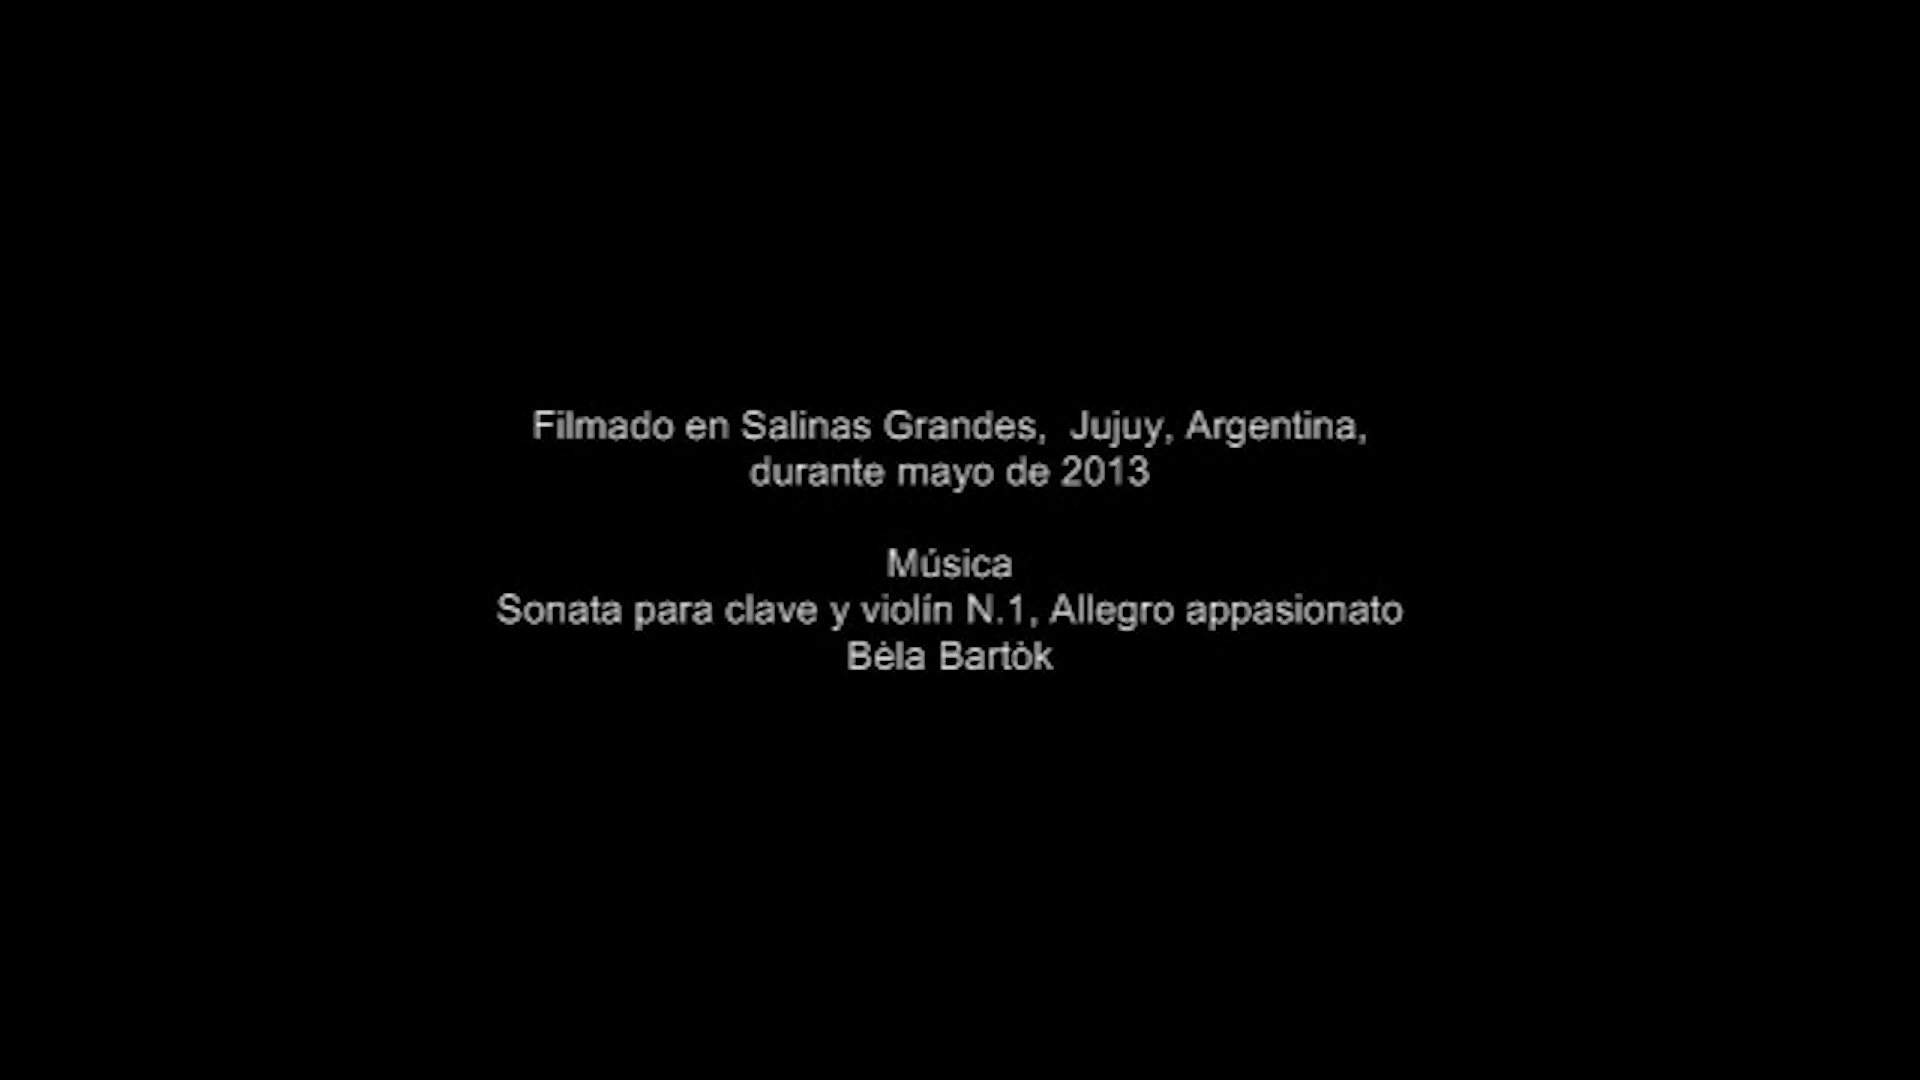 Filmado en Salinas Grandes,  Jujuy, Argentina,
durante mayo de 2013
Música
Sonata para clave y violín N.1, Allegro appasionato
Bèla Bartòk